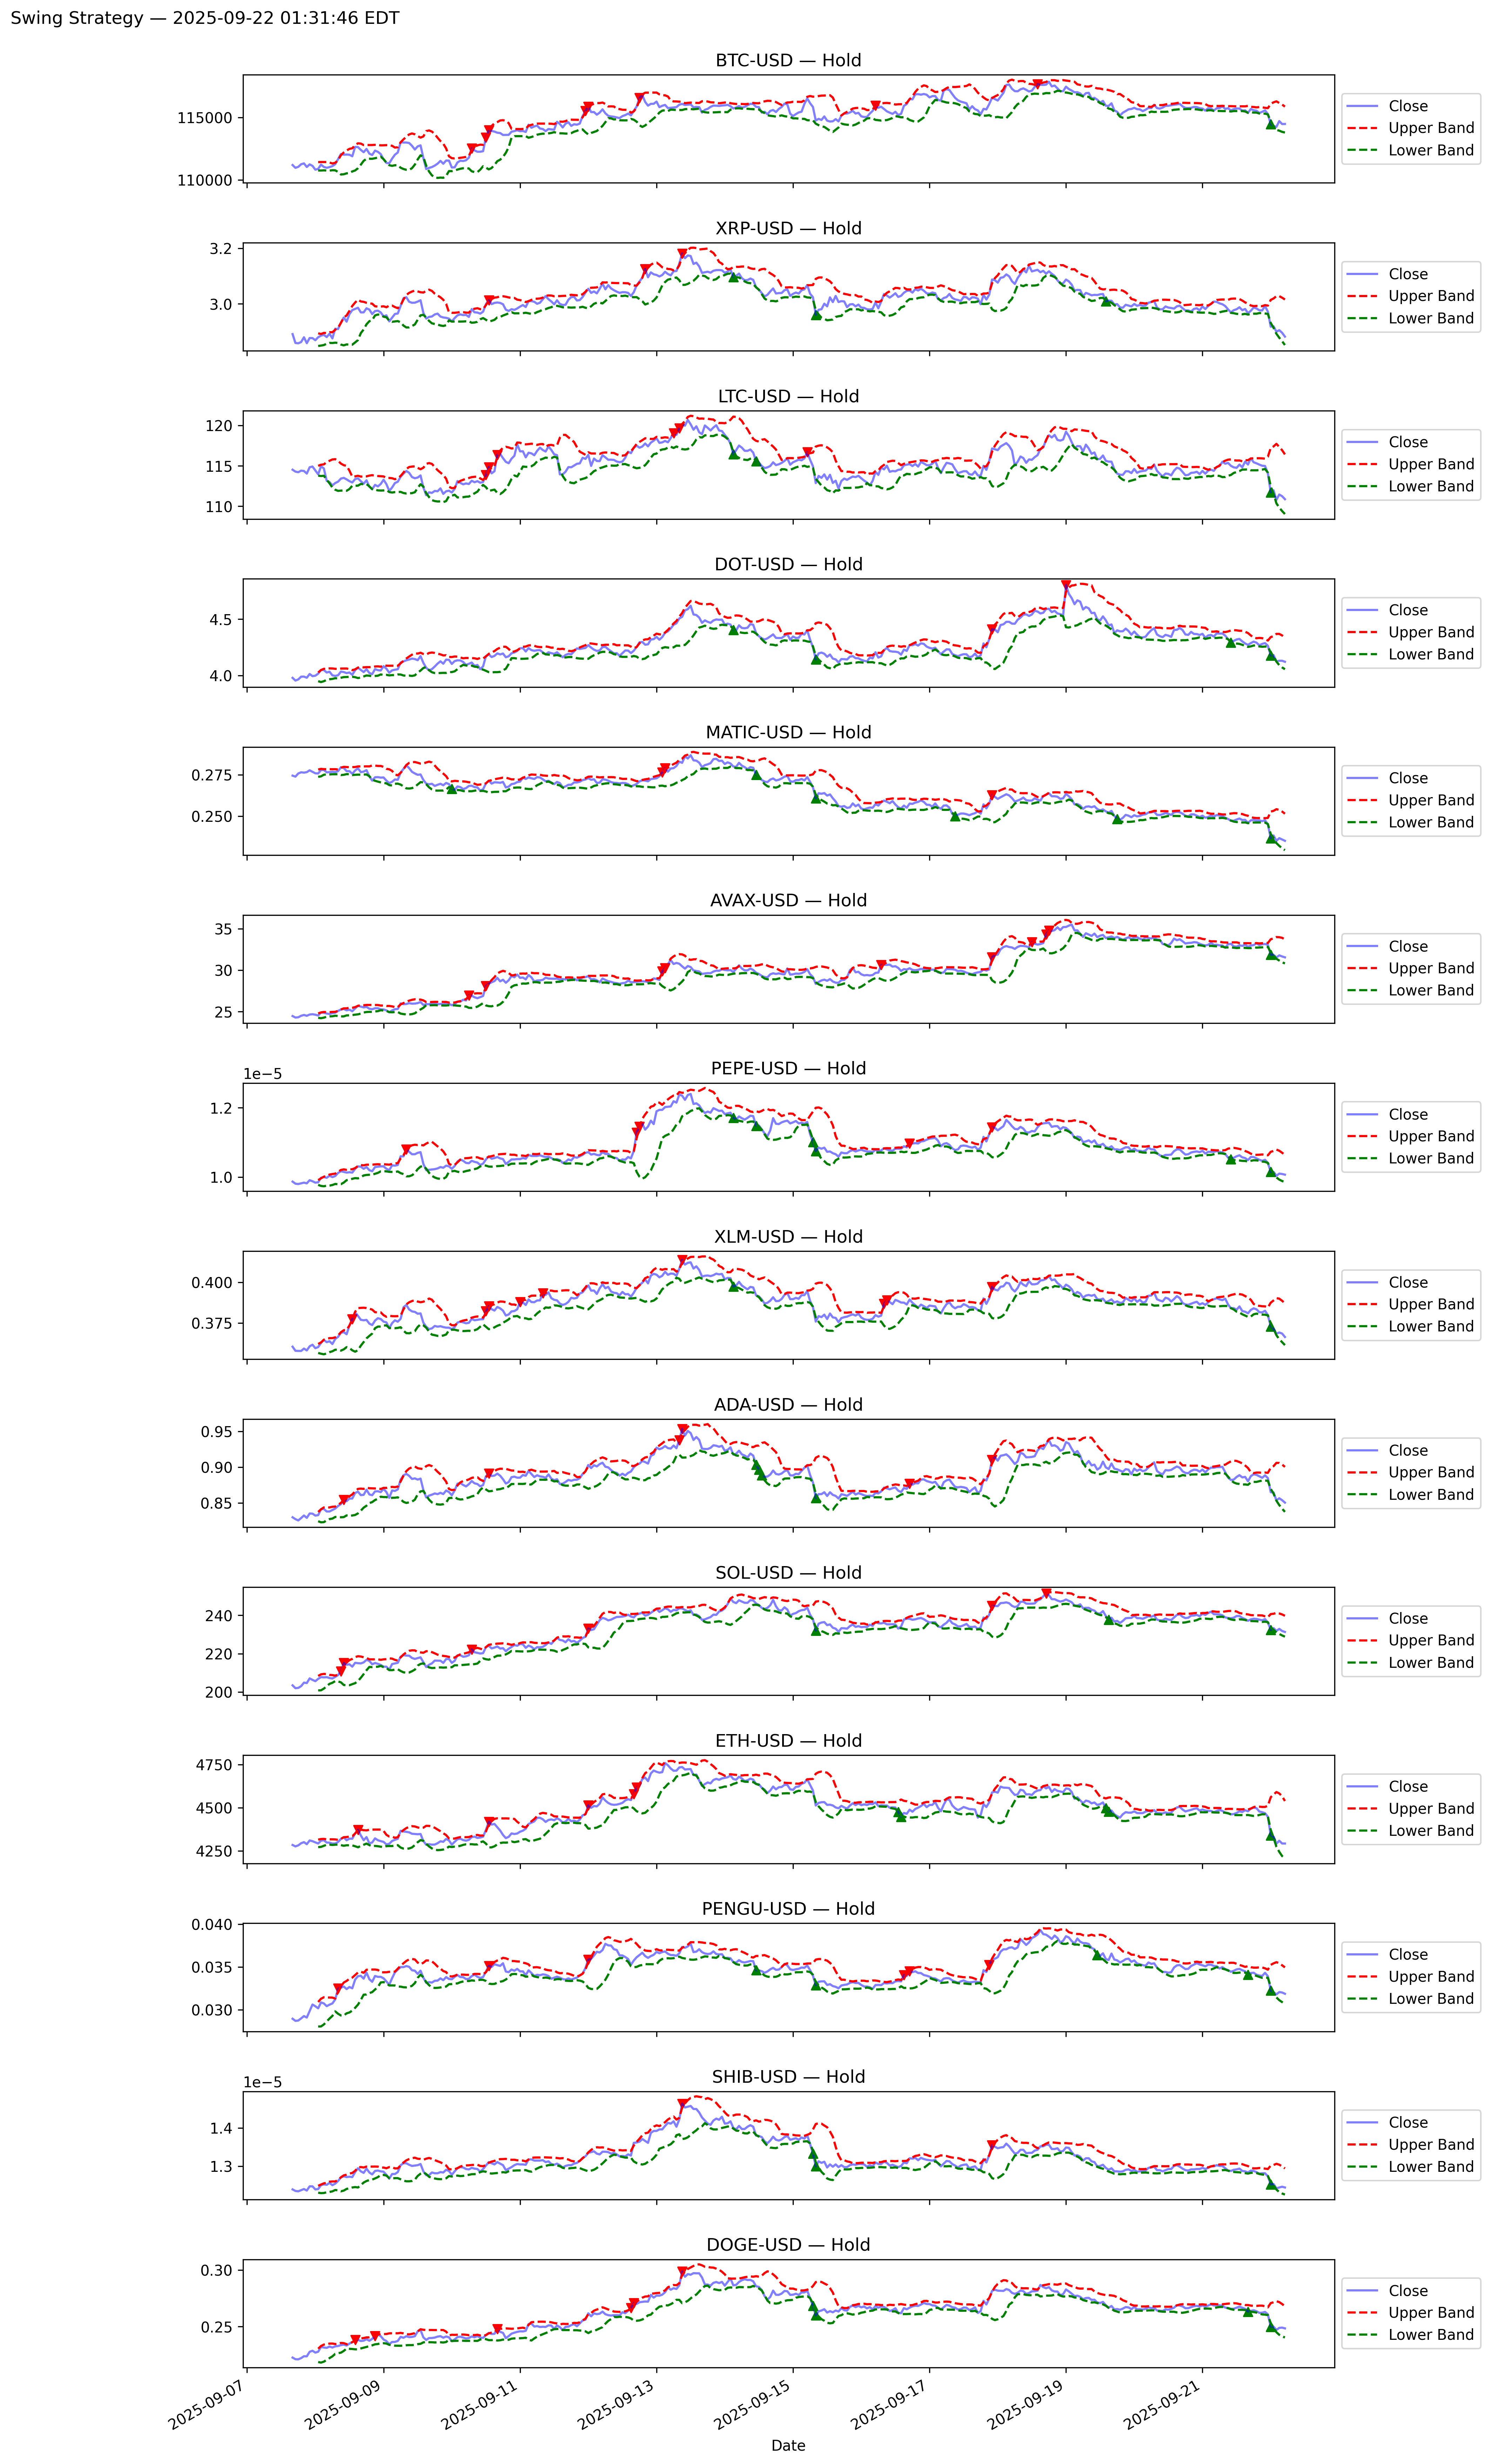 Swing Strategy — 2025-09-22 01:31:46 EDT
BTC-USD — Hold
115000
110000
Close
Upper Band
Lower Band
XRP-USD — Hold
3.2
3.0
Close
Upper Band
Lower Band
LTC-USD — Hold
120
115
110
Close
Upper Band
Lower Band
DOT-USD — Hold
4.5
4.0
Close
Upper Band
Lower Band
MATIC-USD — Hold
0.275
0.250
Close
Upper Band
Lower Band
AVAX-USD — Hold
35
30
25
Close
Upper Band
Lower Band
PEPE-USD — Hold
1e−5
1.2
1.0
Close
Upper Band
Lower Band
XLM-USD — Hold
0.400
0.375
Close
Upper Band
Lower Band
ADA-USD — Hold
0.95
0.90
0.85
Close
Upper Band
Lower Band
SOL-USD — Hold
240
220
200
Close
Upper Band
Lower Band
ETH-USD — Hold
4750
4500
4250
Close
Upper Band
Lower Band
PENGU-USD — Hold
0.040
0.035
0.030
Close
Upper Band
Lower Band
SHIB-USD — Hold
1e−5
1.4
1.3
Close
Upper Band
Lower Band
DOGE-USD — Hold
0.30
0.25
Close
Upper Band
Lower Band
2025-09-07
2025-09-09
2025-09-11
2025-09-13
2025-09-15
2025-09-17
2025-09-19
2025-09-21
Date